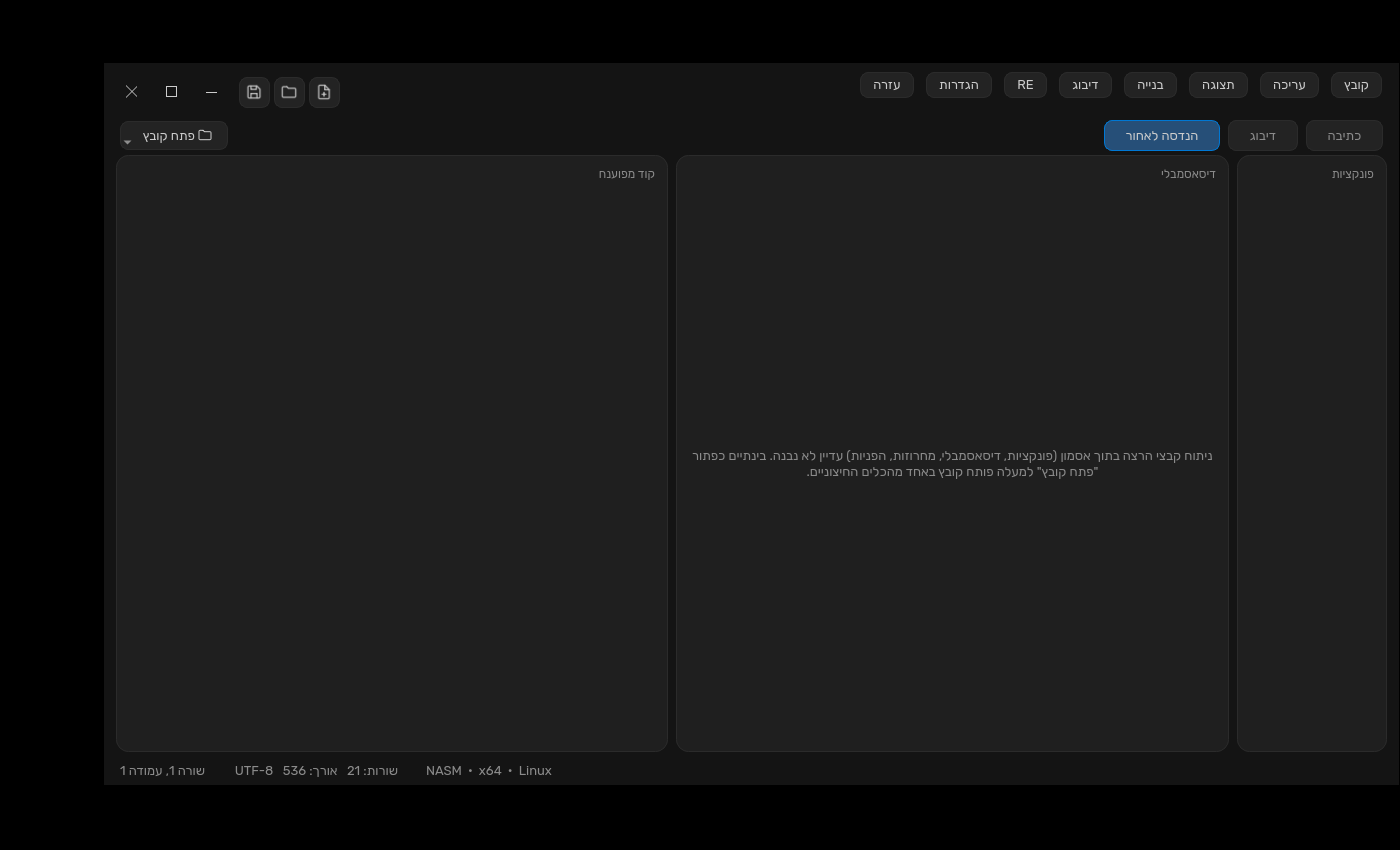 קובץ
עריכה
תצוגה
בנייה
דיבוג
RE
הגדרות
עזרה
כתיבה
דיבוג
הנדסה לאחור
פתח קובץ
פונקציות
דיסאסמבלי
קוד מפוענח
ניתוח קבצי הרצה בתוך אסמון (פונקציות, דיסאסמבלי, מחרוזות, הפניות) עדיין לא נבנה. בינתיים כפתור
"פתח קובץ" למעלה פותח קובץ באחד מהכלים החיצוניים.
NASM • x64 • Linux
שורות: 21 אורך: 536 UTF-8
שורה 1, עמודה 1